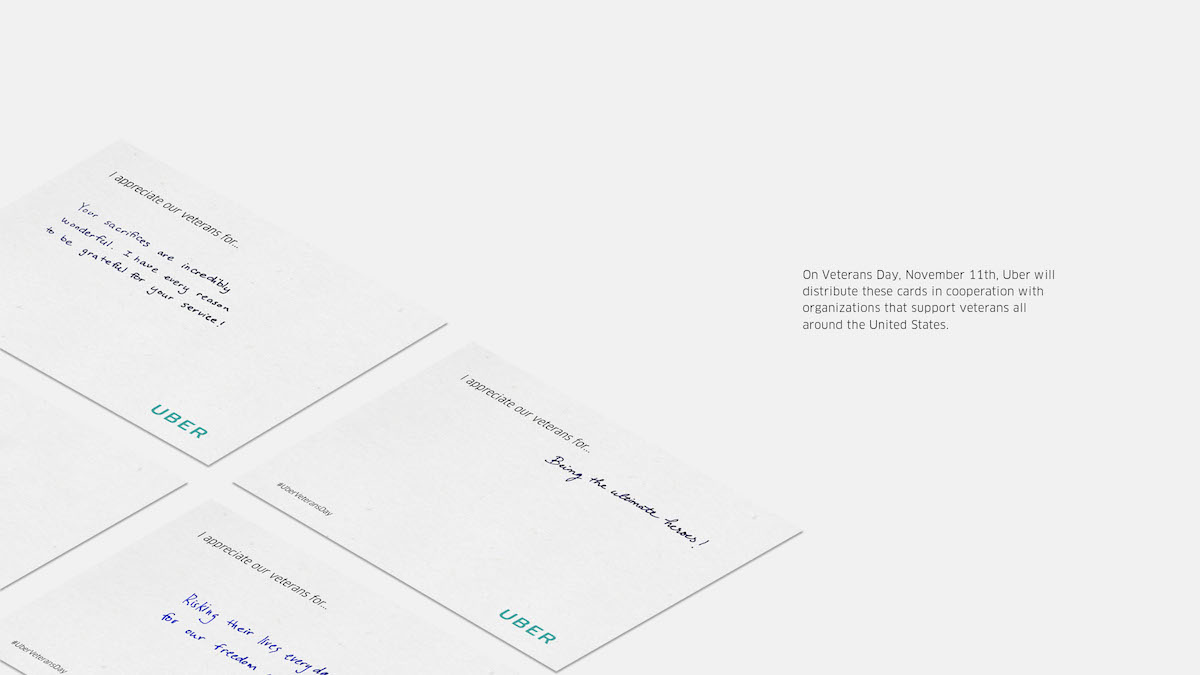 I appreciate our veterans for...
Your sacrifices are incredibly
wonderful. I have every reason
to be grateful for your service!
UBER
I appreciate our veterans for...
Being the ultimate heroes!
#UberVeteransDay
UBER
I appreciate our veterans for...
Risking their lives every
for our freedom
#UberVeteransDay
On Veterans Day, November 11th, Uber will
distribute these cards in cooperation with
organizations that support veterans all
around the United States.